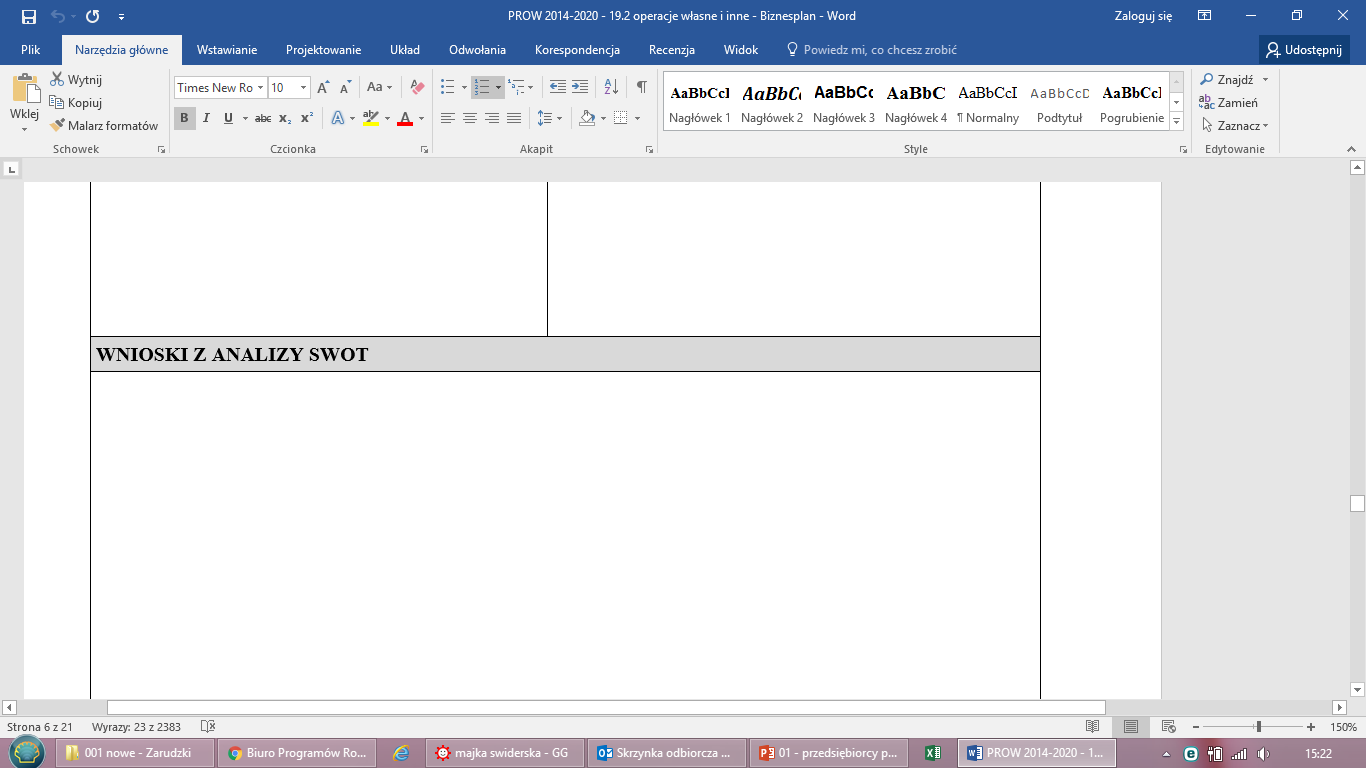 PROW 2014-2020 - 19.2 operacje własne i inne - Biznesplan - Word
Zaloguj się
Plik Narzędzia główne Wstawianie Projektowanie Układ Odwołania Korespondencja Recenzja Widok Powiedz mi, co chcesz zrobić Udostępnij
Wklej
Wytnij
Kopiuj
Malarz formatów
Schowek
Times New Ro 10
Czcionka
Akapit
AaBbCcI AaBbCc AaBbCc AaBbC AaBbCcI AaBbCcD AaBbCcI
Nagłówek 1 Nagłówek 2 Nagłówek 3 Nagłówek 4 ¶ Normalny Podtytuł Pogrubienie
Style
Znajdź
Zamień
Zaznacz
Edytowanie
WNIOSKI Z ANALIZY SWOT
Strona 6 z 21 Wyrazy: 23 z 2383 150%
001 nowe - Zarudzki Biuro Programów Ro... majka swiderska - GG Skrzynka odbiorcza ... 01 - przedsiębiorcy p... PROW 2014-2020 - 1... 15:22